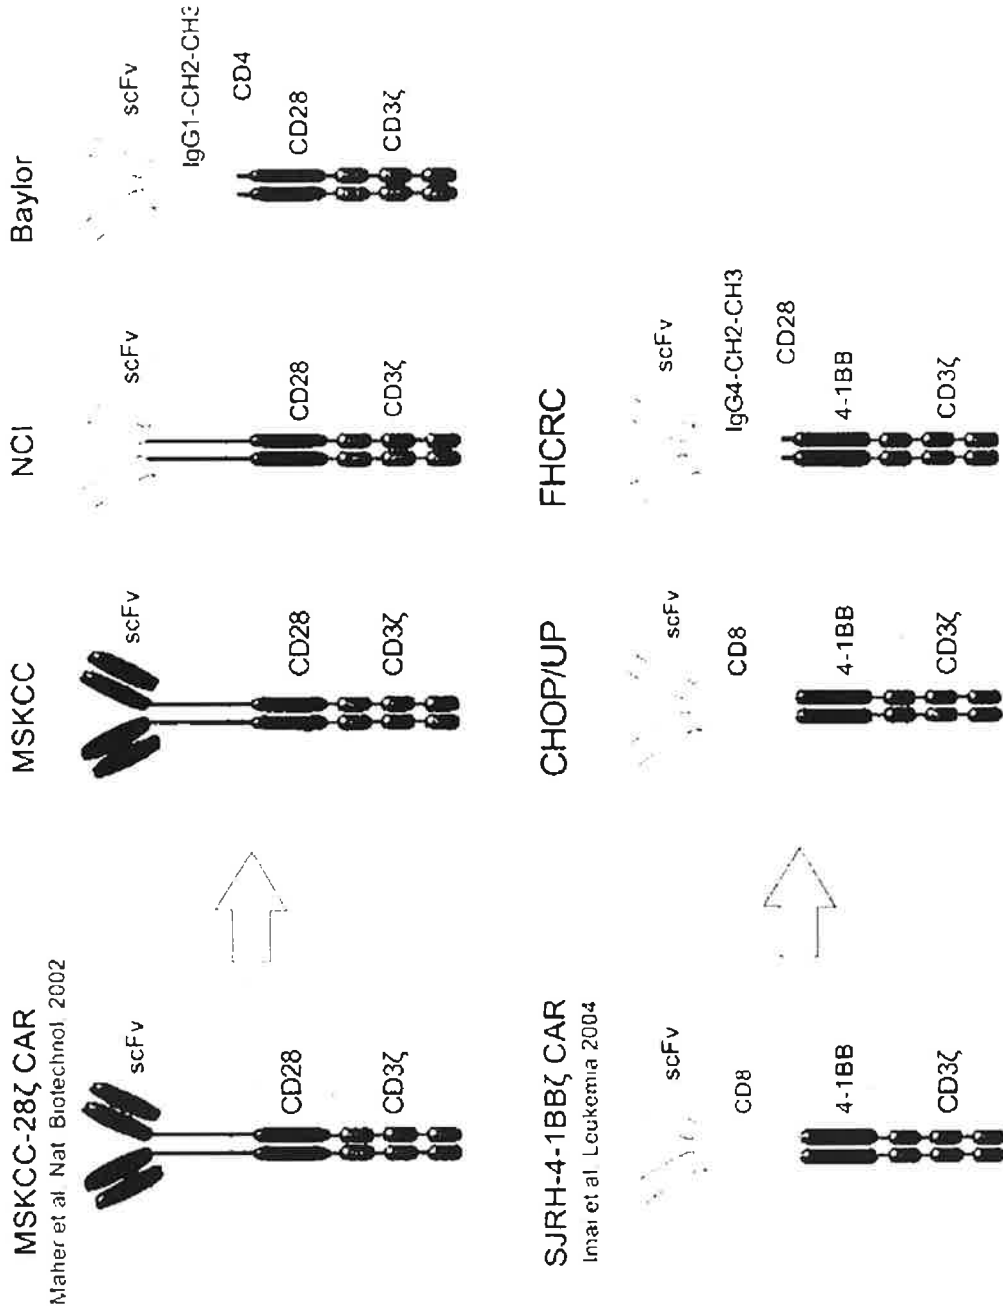 MSKCC-28ζ CAR
Maher et al. Nat. Biotechnol. 2002
scFv
CD28
CD3ζ
MSKCC
scFv
CD28
CD3ζ
NCI
scFv
CD28
CD3ζ
Baylor
scFv
IgG1-CH2-CH3
CD4
CD28
CD3ζ
SJRH-4-1BBζ CAR
Imai et al. Leukemia 2004
scFv
CD8
4-1BB
CD3ζ
CHOP/UP
scFv
CD8
4-1BB
CD3ζ
FHCRC
scFv
IgG4-CH2-CH3
CD28
4-1BB
CD3ζ